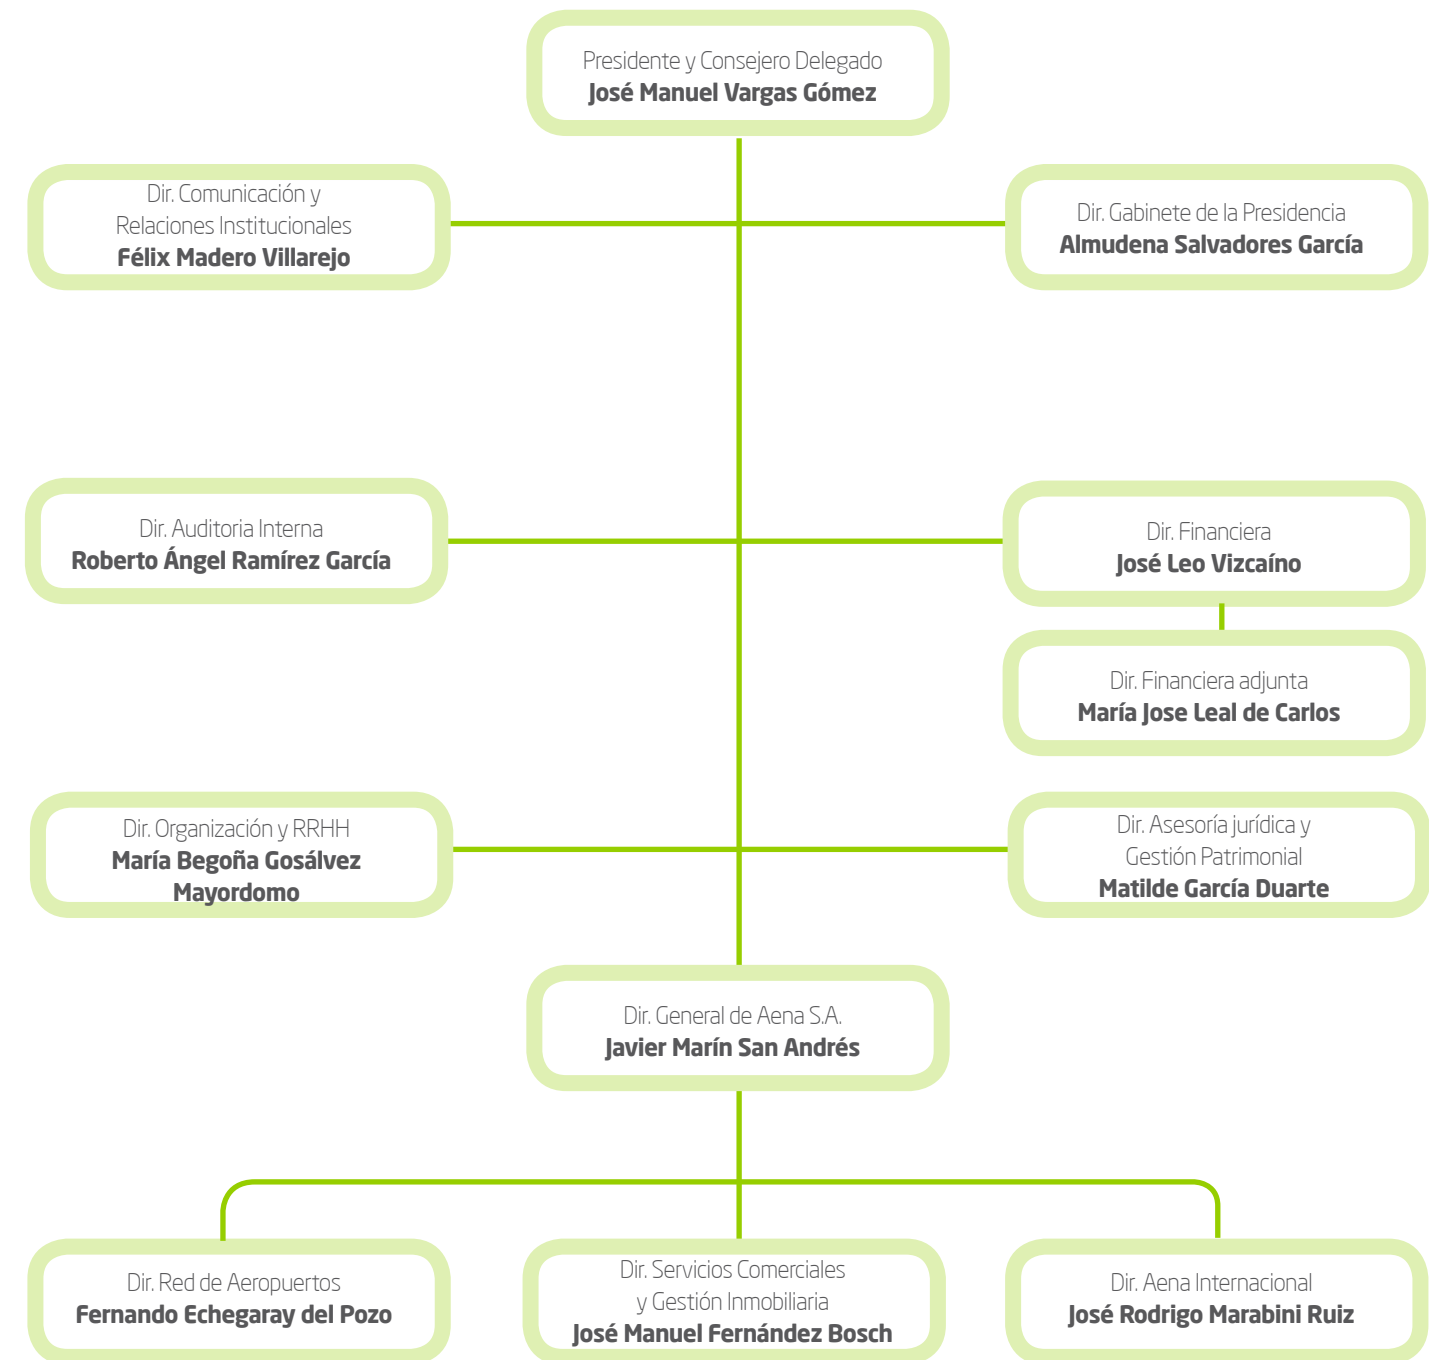 Presidente y Consejero Delegado
José Manuel Vargas Gómez
Dir. Comunicación y
Relaciones Institucionales
Félix Madero Villarejo
Dir. Gabinete de la Presidencia
Almudena Salvadores García
Dir. Auditoria Interna
Roberto Ángel Ramírez García
Dir. Financiera
José Leo Vizcaíno
Dir. Financiera adjunta
María Jose Leal de Carlos
Dir. Organización y RRHH
María Begoña Gosálvez
Mayordomo
Dir. Asesoría jurídica y
Gestión Patrimonial
Matilde García Duarte
Dir. General de Aena S.A.
Javier Marín San Andrés
Dir. Red de Aeropuertos
Fernando Echegaray del Pozo
Dir. Servicios Comerciales
y Gestión Inmobiliaria
José Manuel Fernández Bosch
Dir. Aena Internacional
José Rodrigo Marabini Ruiz